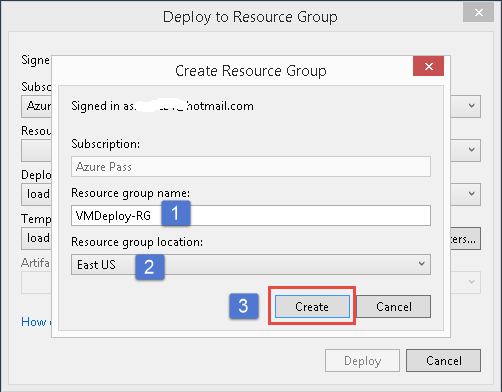 Deploy to Resource Group
Signe
Create Resource Group
Signed in as: hotmail.com
Subsc
Subscription:
Azur
Azure Pass
Resou
Resource group name:
VMDeploy-RG
1
Deplo
load
Resource group location:
Temp
East US
2
load
ters...
Artifa
3
Create
Cancel
How
Deploy
Cancel